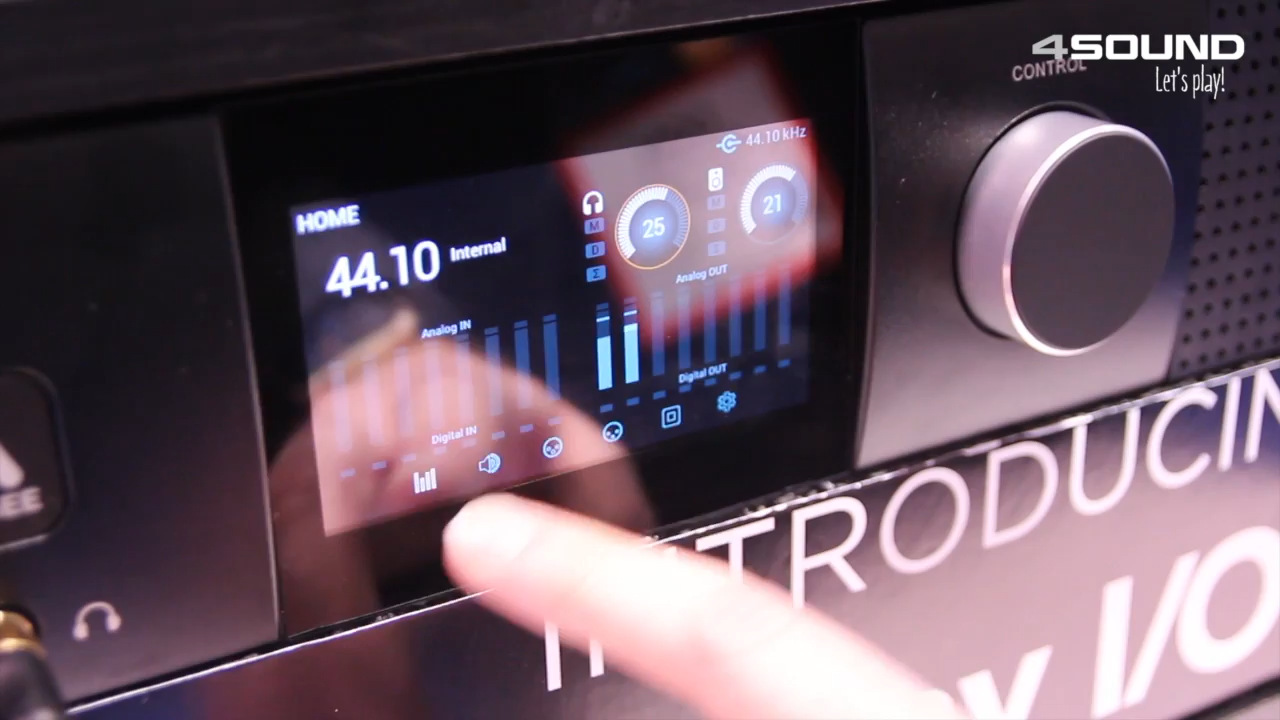 4SOUND
Let's play!
CONTROL
44.10 kHz
HOME
44.10 Internal
25
21
M
D
Σ
Analog OUT
Analog IN
Digital OUT
Digital IN
INTRODUCIN
I/O